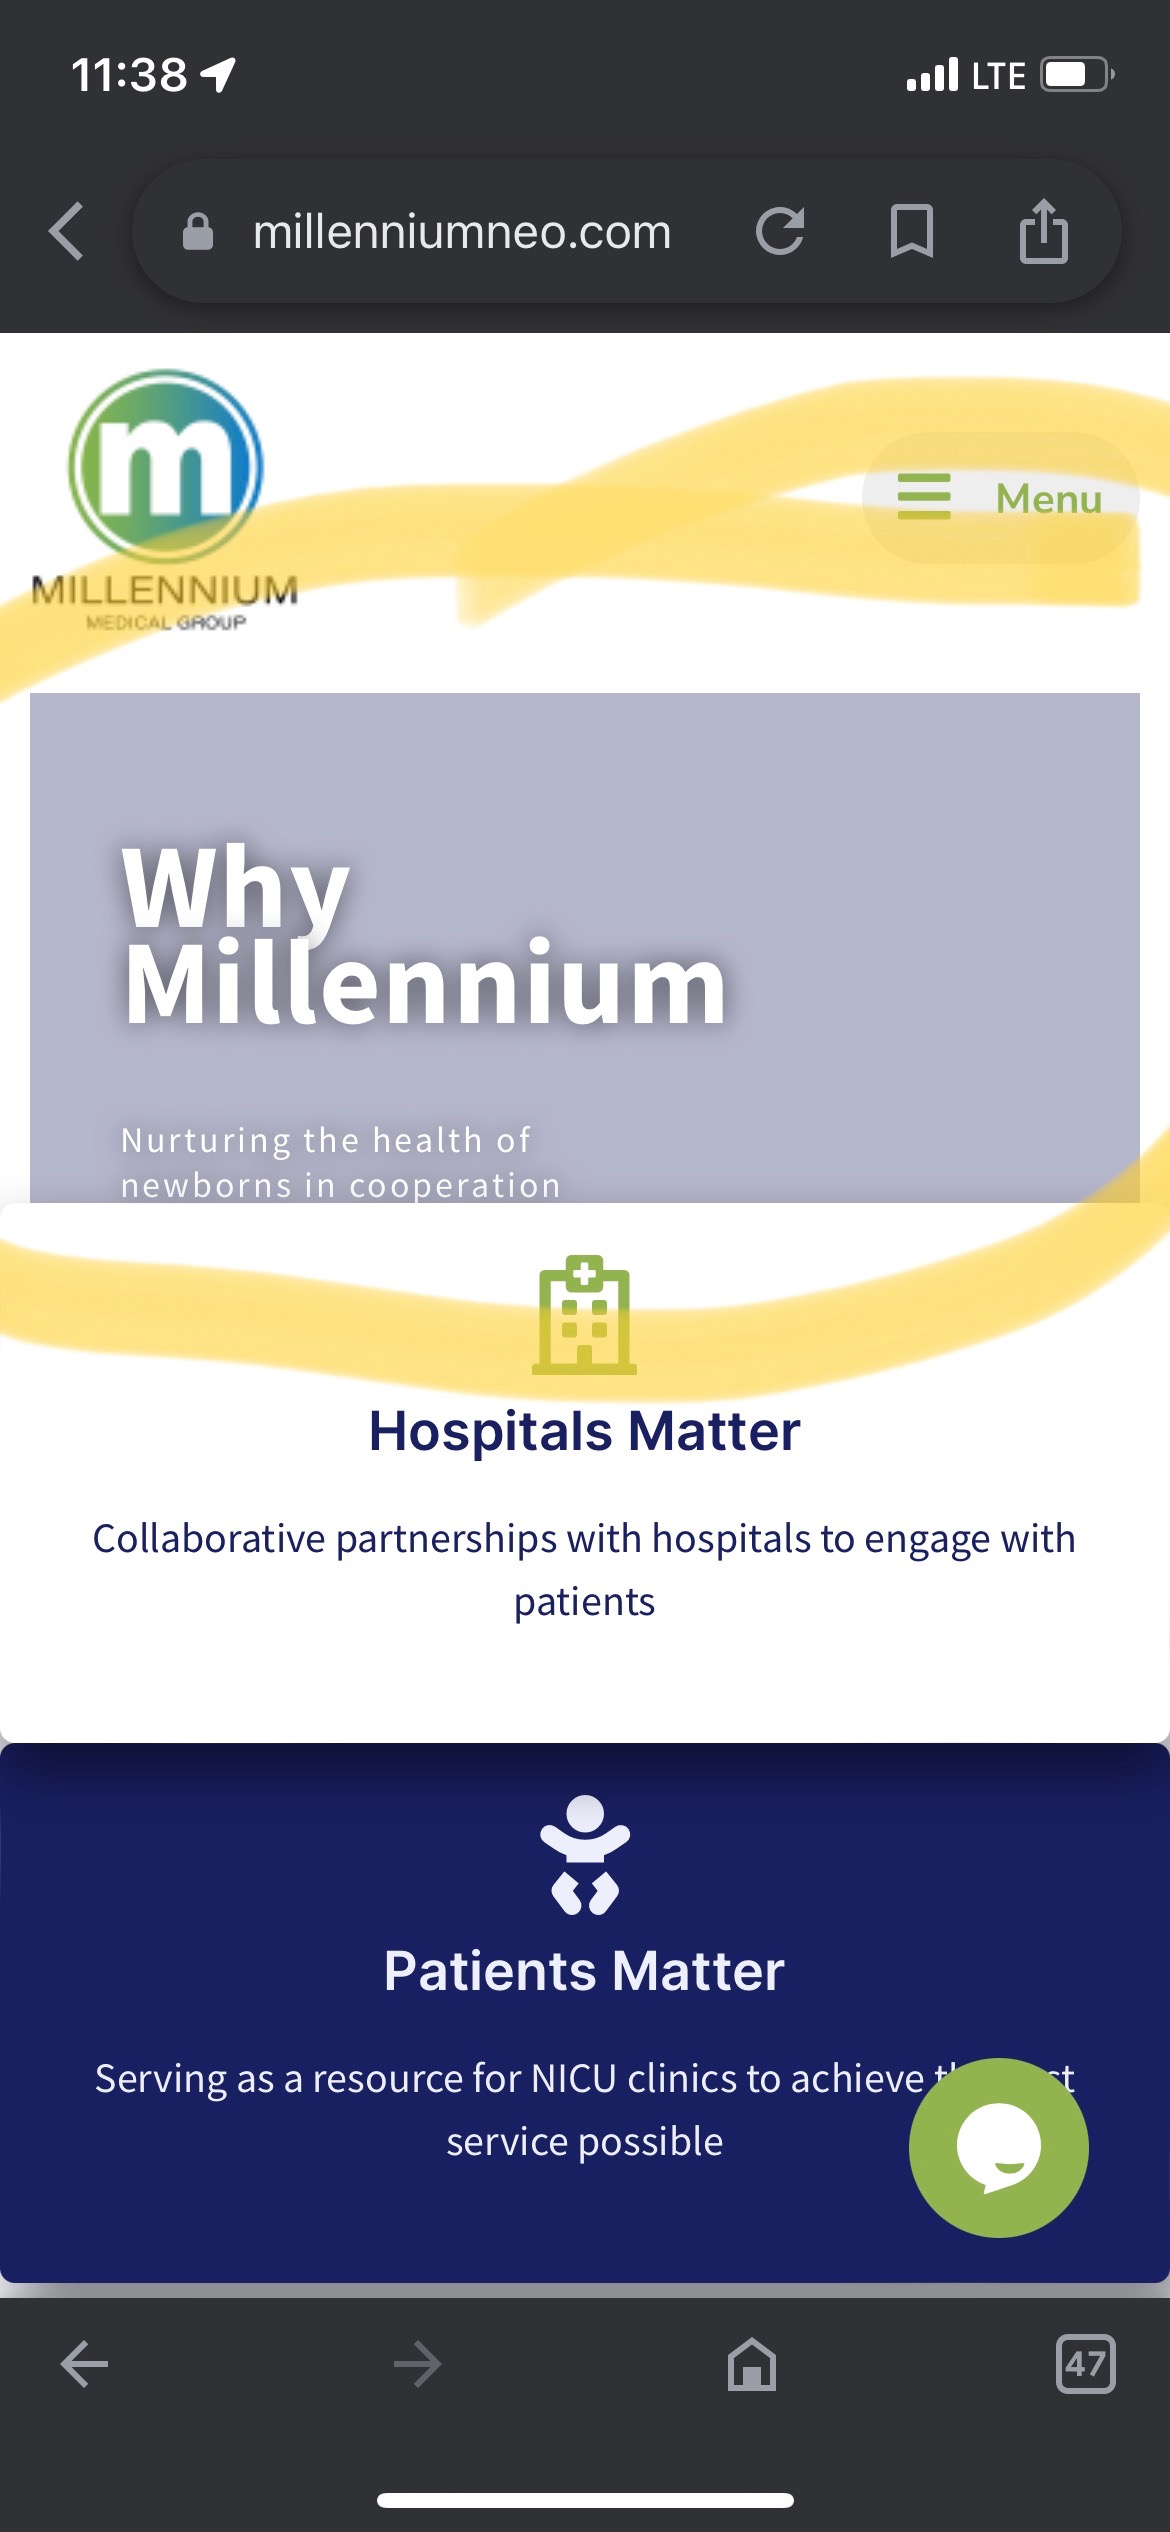 11:38
LTE
millenniumneo.com
m
MILLENNIUM
MEDICAL GROUP
Menu
Why
Millennium
Nurturing the health of
newborns in cooperation
Hospitals Matter
Collaborative partnerships with hospitals to engage with
patients
Patients Matter
Serving as a resource for NICU clinics to achieve
service possible
47